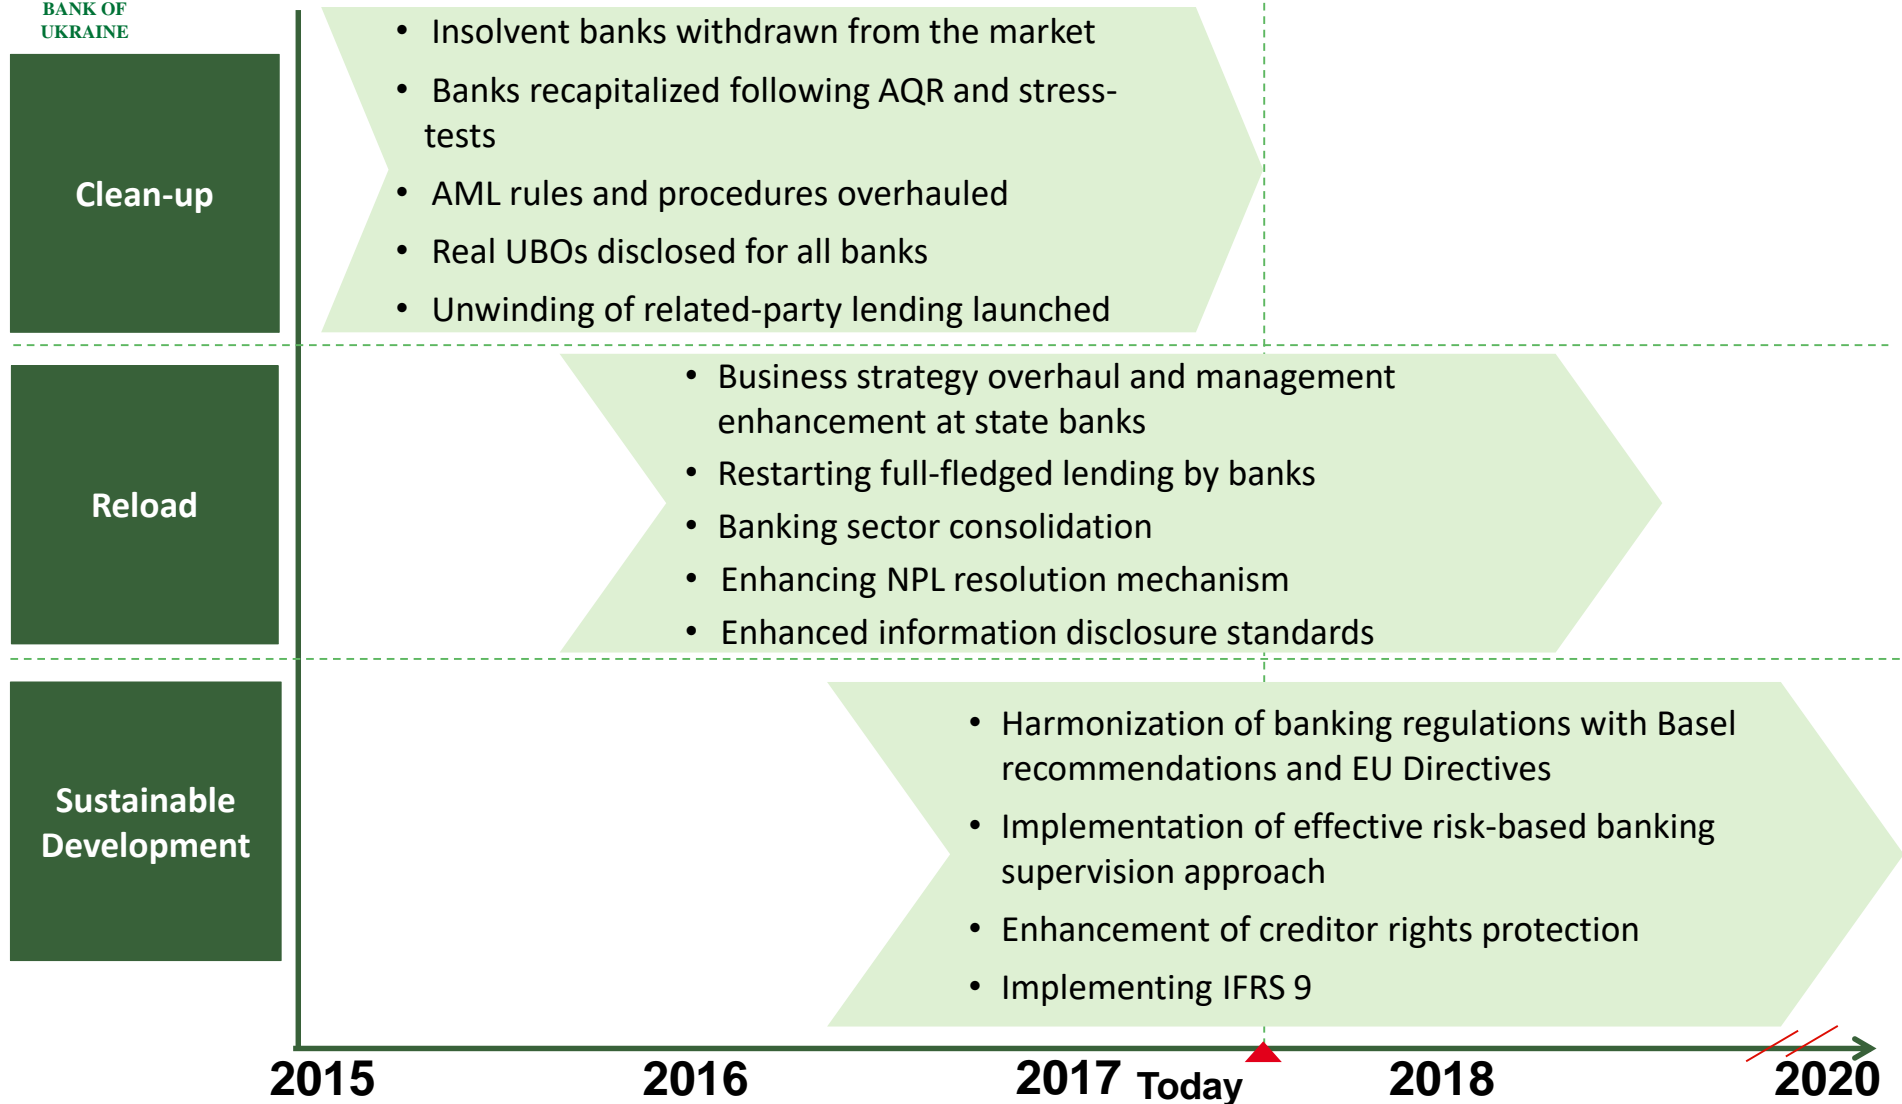 BANK OF
UKRAINE
Clean-up
• Insolvent banks withdrawn from the market
• Banks recapitalized following AQR and stress-
tests
• AML rules and procedures overhauled
• Real UBOs disclosed for all banks
• Unwinding of related-party lending launched
Reload
• Business strategy overhaul and management
enhancement at state banks
• Restarting full-fledged lending by banks
• Banking sector consolidation
• Enhancing NPL resolution mechanism
• Enhanced information disclosure standards
Sustainable
Development
• Harmonization of banking regulations with Basel
recommendations and EU Directives
• Implementation of effective risk-based banking
supervision approach
• Enhancement of creditor rights protection
• Implementing IFRS 9
2015 2016 2017 Today 2018 2020